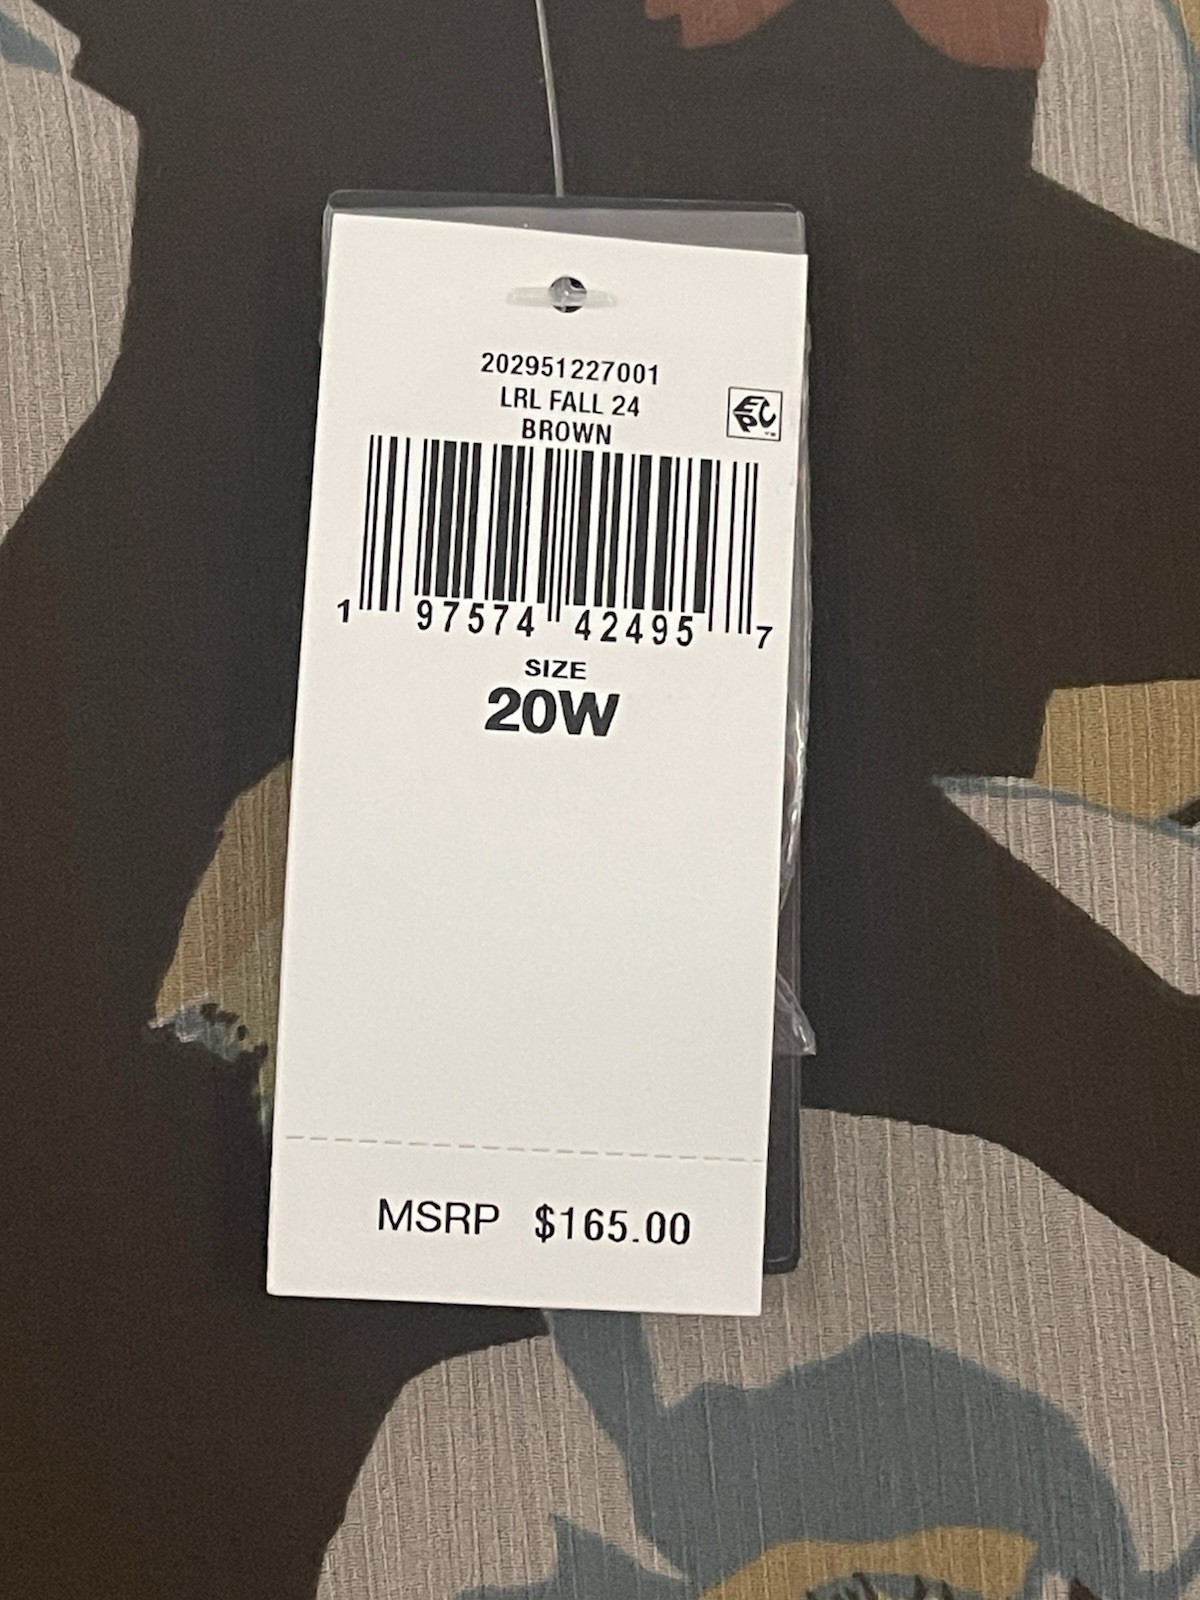 202951227001
LRL FALL 24
BROWN
EPC
1 97574 42495 7
SIZE
20W
MSRP $165.00